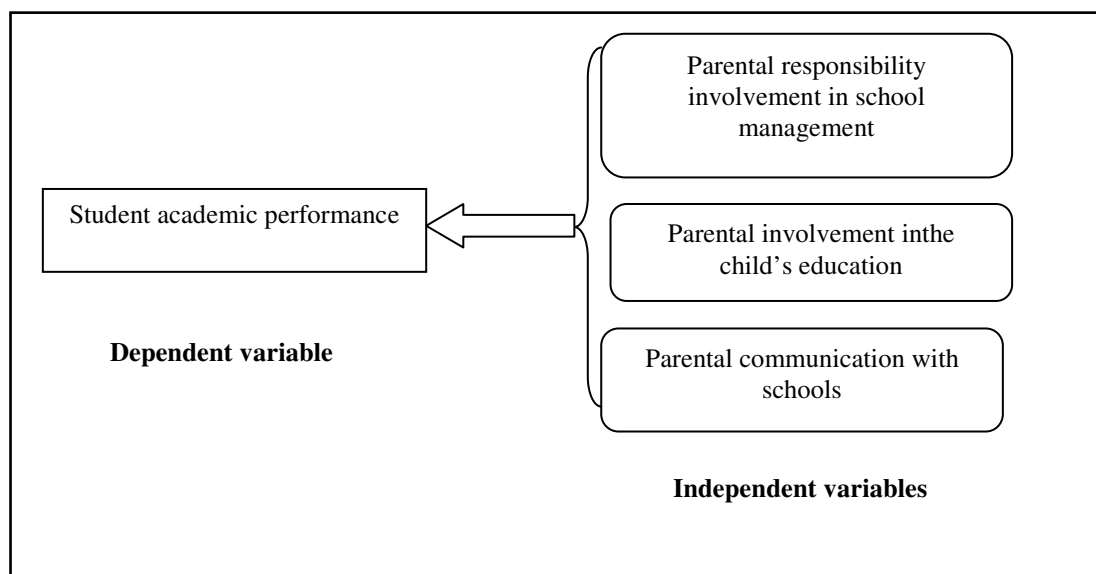 Parental responsibility
involvement in school
management
Student academic performance
Parental involvement inthe
child’s education
Dependent variable
Parental communication with
schools
Independent variables